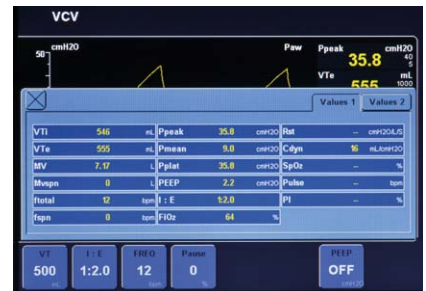 VCV
50 cmH2O Paw Ppeak cmH2O
35.8 40
5
VTe mL
555 1000
Values 1 Values 2
VTi 546 mL Ppeak 35.8 cmH2O Rst -- cmH2O/L/S
VTe 555 mL Pmean 9.0 cmH2O Cdyn 16 mL/cmH2O
MV 7.17 L Pplat 35.8 cmH2O SpO2 -- %
Mvspn 0 L PEEP 2.2 cmH2O Pulse -- bpm
ftotal 12 bpm I : E 1:2.0 PI -- %
fspn 0 bpm FiO2 64 %
VT I : E FREQ Pause PEEP
500 1:2.0 12 0 OFF
mL bpm % cmH2O